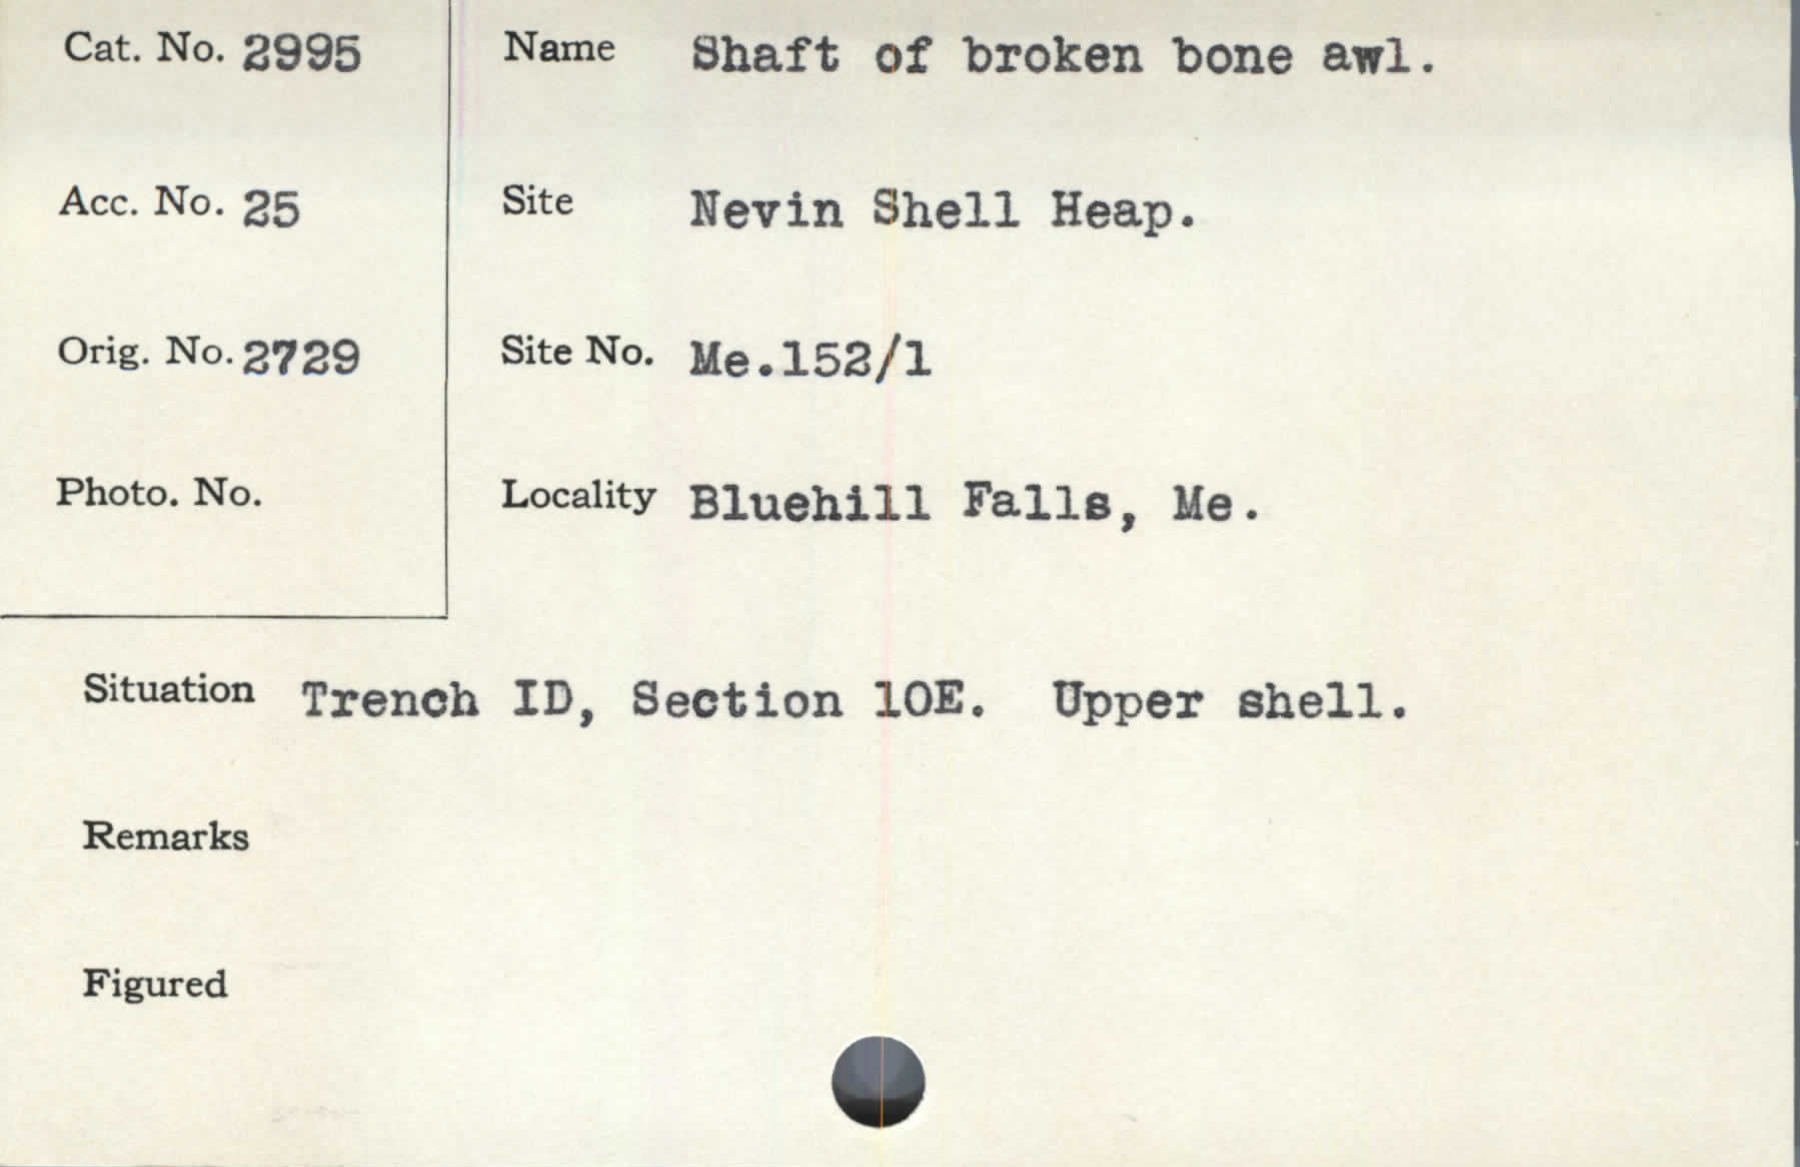 Cat. No. 2995
Name Shaft of broken bone awl.
Acc. No. 25
Site Nevin Shell Heap.
Orig. No. 2729
Site No. Me.152/1
Photo. No.
Locality Bluehill Falls, Me.
Situation Trench ID, Section 10E. Upper shell.
Remarks
Figured